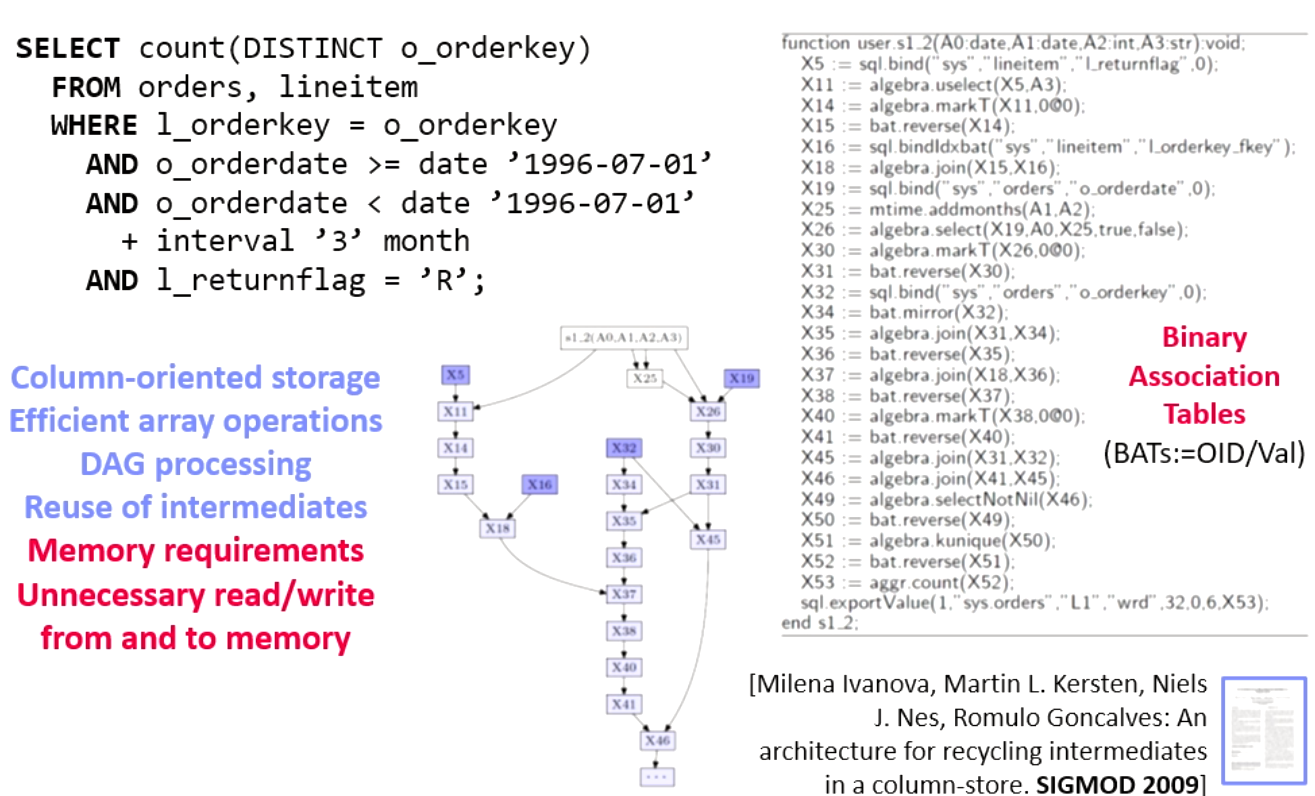 SELECT count(DISTINCT o_orderkey)
FROM orders, lineitem
WHERE l_orderkey = o_orderkey
AND o_orderdate >= date ’1996-07-01’
AND o_orderdate < date ’1996-07-01’
+ interval ’3’ month
AND l_returnflag = ’R’;
Column-oriented storage
Efficient array operations
DAG processing
Reuse of intermediates
Memory requirements
Unnecessary read/write
from and to memory
s1_2(A0,A1,A2,A3)
X5
X25
X19
X11
X26
X14
X32
X30
X15
X16
X34
X31
X18
X35
X45
X36
X37
X38
X40
X41
X46
...
function user.s1_2(A0:date,A1:date,A2:int,A3:str):void;
X5 := sql.bind("sys","lineitem","l_returnflag",0);
X11 := algebra.uselect(X5,A3);
X14 := algebra.markT(X11,0@0);
X15 := bat.reverse(X14);
X16 := sql.bindIdxbat("sys","lineitem","l_orderkey_fkey");
X18 := algebra.join(X15,X16);
X19 := sql.bind("sys","orders","o_orderdate",0);
X25 := mtime.addmonths(A1,A2);
X26 := algebra.select(X19,A0,X25,true,false);
X30 := algebra.markT(X26,0@0);
X31 := bat.reverse(X30);
X32 := sql.bind("sys","orders","o_orderkey",0);
X34 := bat.mirror(X32);
X35 := algebra.join(X31,X34);
X36 := bat.reverse(X35);
X37 := algebra.join(X18,X36);
X38 := bat.reverse(X37);
X40 := algebra.markT(X38,0@0);
X41 := bat.reverse(X40);
X45 := algebra.join(X31,X32);
X46 := algebra.join(X41,X45);
X49 := algebra.selectNotNil(X46);
X50 := bat.reverse(X49);
X51 := algebra.kunique(X50);
X52 := bat.reverse(X51);
X53 := aggr.count(X52);
sql.exportValue(1,"sys.orders","L1","wrd",32,0,6,X53);
end s1_2;
Binary
Association
Tables
(BATs:=OID/Val)
[Milena Ivanova, Martin L. Kersten, Niels
J. Nes, Romulo Goncalves: An
architecture for recycling intermediates
in a column-store. SIGMOD 2009]